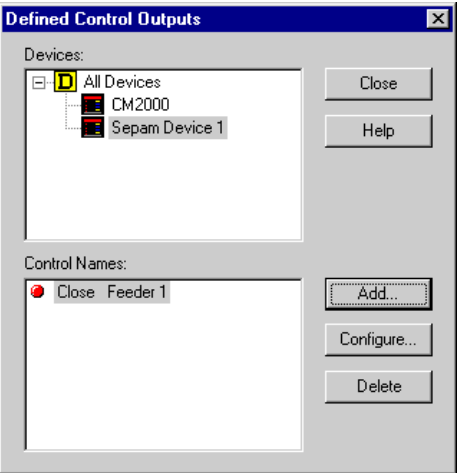 Defined Control Outputs
Devices:
D All Devices
CM2000
Sepam Device 1
Close
Help
Control Names:
Close Feeder 1
Add...
Configure...
Delete